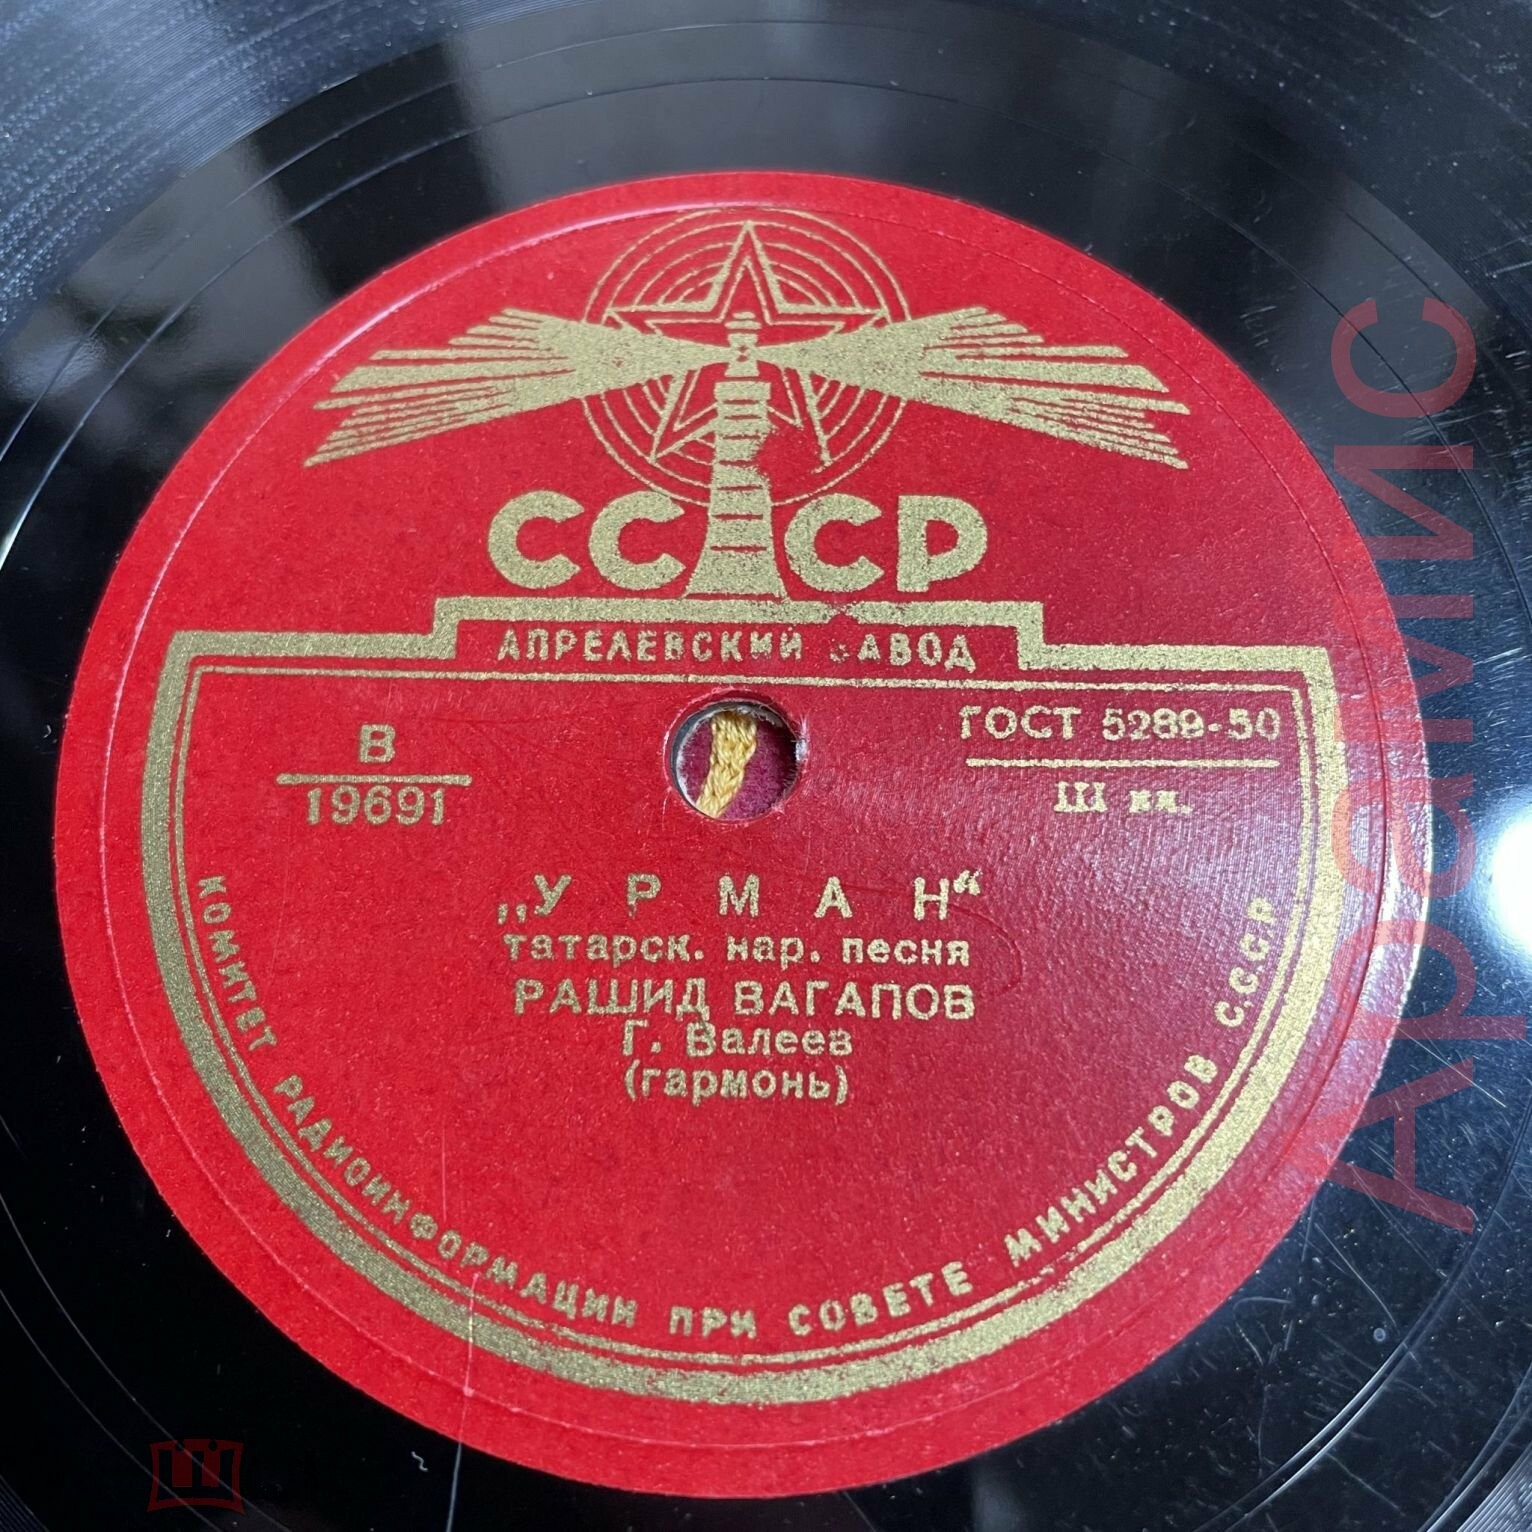 СССР
АПРЕЛЕВСКИЙ ЗАВОД
В
19691
ГОСТ 5289-50
III кл.
„УРМАН“
татарск. нар. песня
РАШИД ВАГАПОВ
Г. Валеев
(гармонь)
КОМИТЕТ РАДИОИНФОРМАЦИИ ПРИ СОВЕТЕ МИНИСТРОВ С.С.С.Р
Арамис